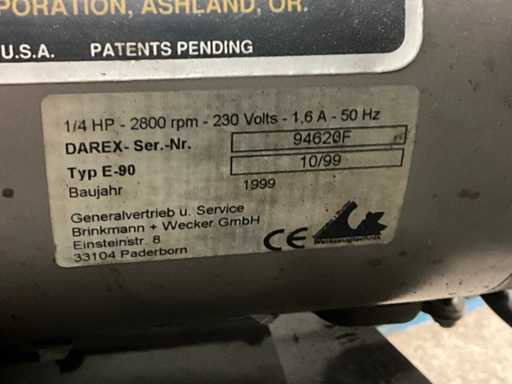 PORATION, ASHLAND, OR.
U.S.A. PATENTS PENDING
1/4 HP - 2800 rpm - 230 Volts - 1,6 A - 50 Hz
DAREX- Ser.-Nr. 94620F
Typ E-90 10/99
Baujahr 1999
Generalvertrieb u. Service
Brinkmann + Wecker GmbH
Einsteinstr. 8
33104 Paderborn
CE
Werkzeugtechnik